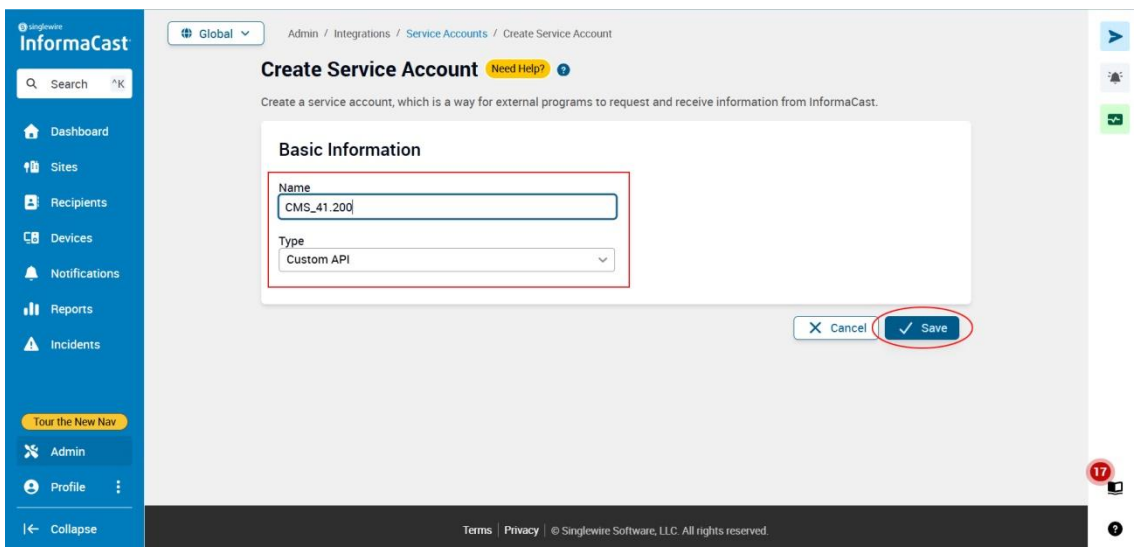 singlewire
InformaCast
Search ^K
Dashboard
Sites
Recipients
Devices
Notifications
Reports
Incidents
Tour the New Nav
Admin
Profile
Collapse
Global
Admin / Integrations / Service Accounts / Create Service Account
Create Service Account Need Help? ?
Create a service account, which is a way for external programs to request and receive information from InformaCast.
Basic Information
Name
CMS_41.200
Type
Custom API
Cancel Save
17
?
Terms | Privacy | © Singlewire Software, LLC. All rights reserved.